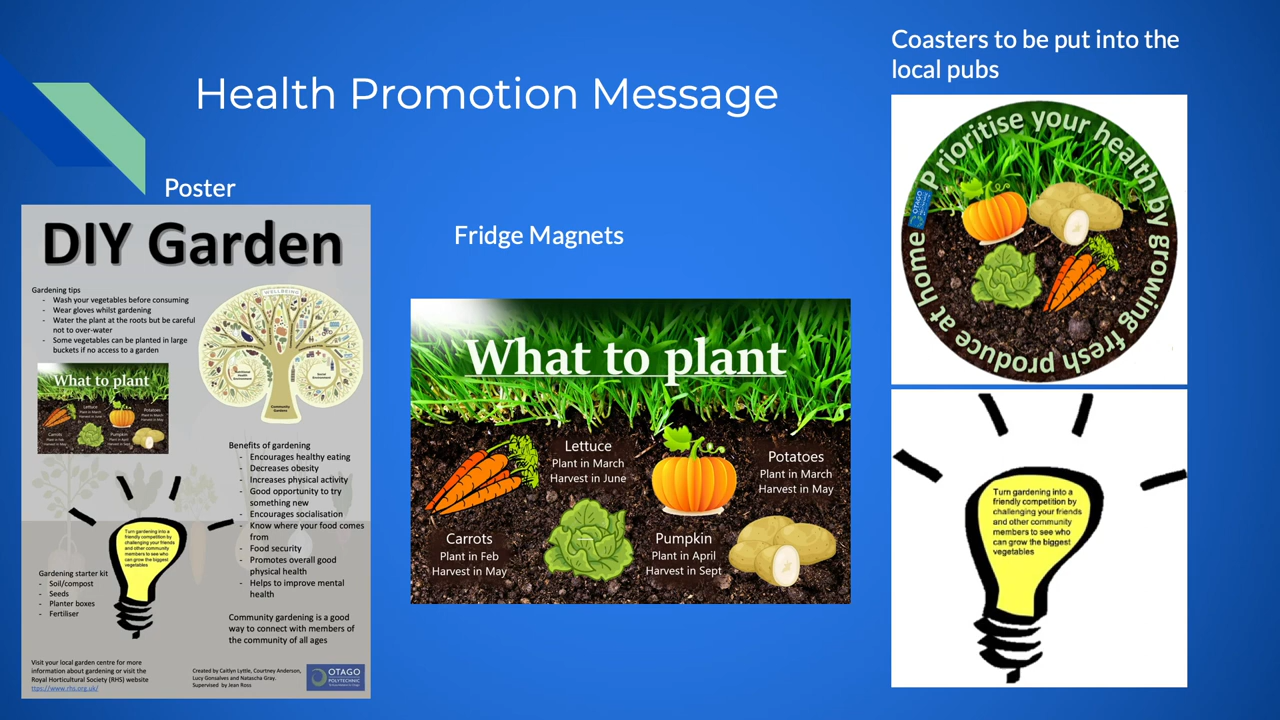 Health Promotion Message
Coasters to be put into the
local pubs
Poster
Fridge Magnets
DIY Garden
Gardening tips
- Wash your vegetables before consuming
- Wear gloves whilst gardening
- Water the plant at the roots but be careful
not to over-water
- Some vegetables can be planted in large
buckets if no access to a garden
WELLBEING
Community
Gardens
What to plant
Lettuce
Plant in March
Harvest in June
Potatoes
Plant in March
Harvest in May
Carrots
Plant in Feb
Harvest in May
Pumpkin
Plant in April
Harvest in Sept
Benefits of gardening
- Encourages healthy eating
- Decreases obesity
- Increases physical activity
- Good opportunity to try
something new
- Encourages socialisation
- Know where your food comes
from
- Food security
- Promotes overall good
physical health
- Helps to improve mental
health
Community gardening is a good
way to connect with members of
the community of all ages
Turn gardening into a
friendly competition by
challenging your friends
and other community
members to see who
can grow the biggest
vegetables
Gardening starter kit
- Soil/compost
- Seeds
- Planter boxes
- Fertiliser
Visit your local garden centre for more
information about gardening or visit the
Royal Horticultural Society (RHS) website
ttps://www.rhs.org.uk/
Created by Caitlyn Lyttle, Courtney Anderson,
Lucy Gonsalves and Natascha Gray.
Supervised by Jean Ross
OTAGO
POLYTECHNIC
What to plant
Lettuce
Plant in March
Harvest in June
Potatoes
Plant in March
Harvest in May
Carrots
Plant in Feb
Harvest in May
Pumpkin
Plant in April
Harvest in Sept
Prioritise your health by growing fresh produce at home
OTAGO
Turn gardening into a
friendly competition by
challenging your friends
and other community
members to see who
can grow the biggest
vegetables